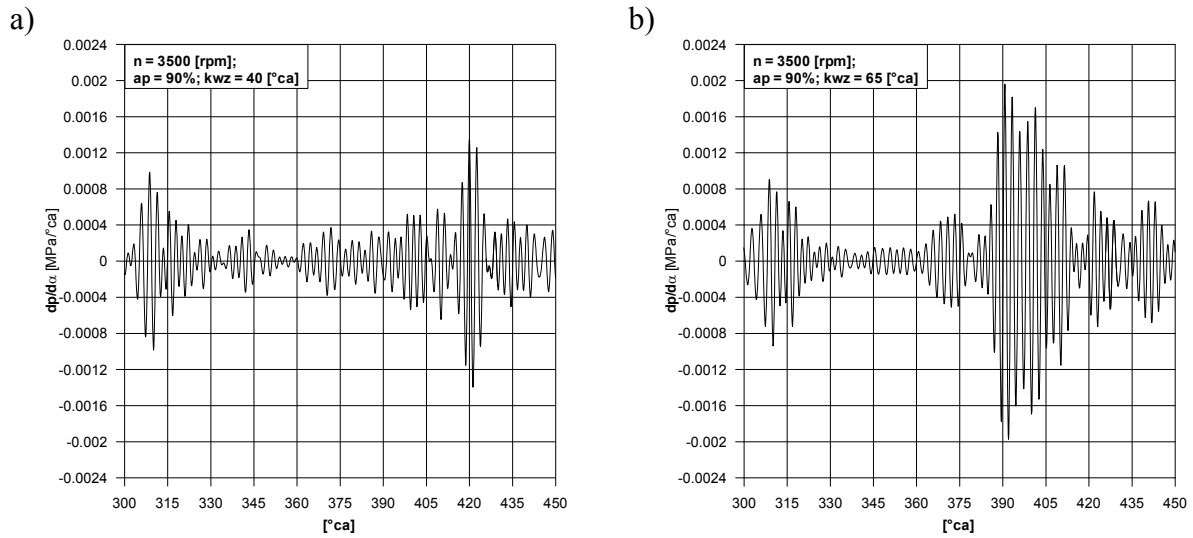 a)
n = 3500 [rpm];
ap = 90%; kwz = 40 [°ca]
0.0024
0.002
0.0016
0.0012
0.0008
0.0004
0
-0.0004
-0.0008
-0.0012
-0.0016
-0.002
-0.0024
dp/dα [MPa/°ca]
300 315 330 345 360 375 390 405 420 435 450
[°ca]
b)
n = 3500 [rpm];
ap = 90%; kwz = 65 [°ca]
0.0024
0.002
0.0016
0.0012
0.0008
0.0004
0
-0.0004
-0.0008
-0.0012
-0.0016
-0.002
-0.0024
dp/dα [MPa/°ca]
300 315 330 345 360 375 390 405 420 435 450
[°ca]